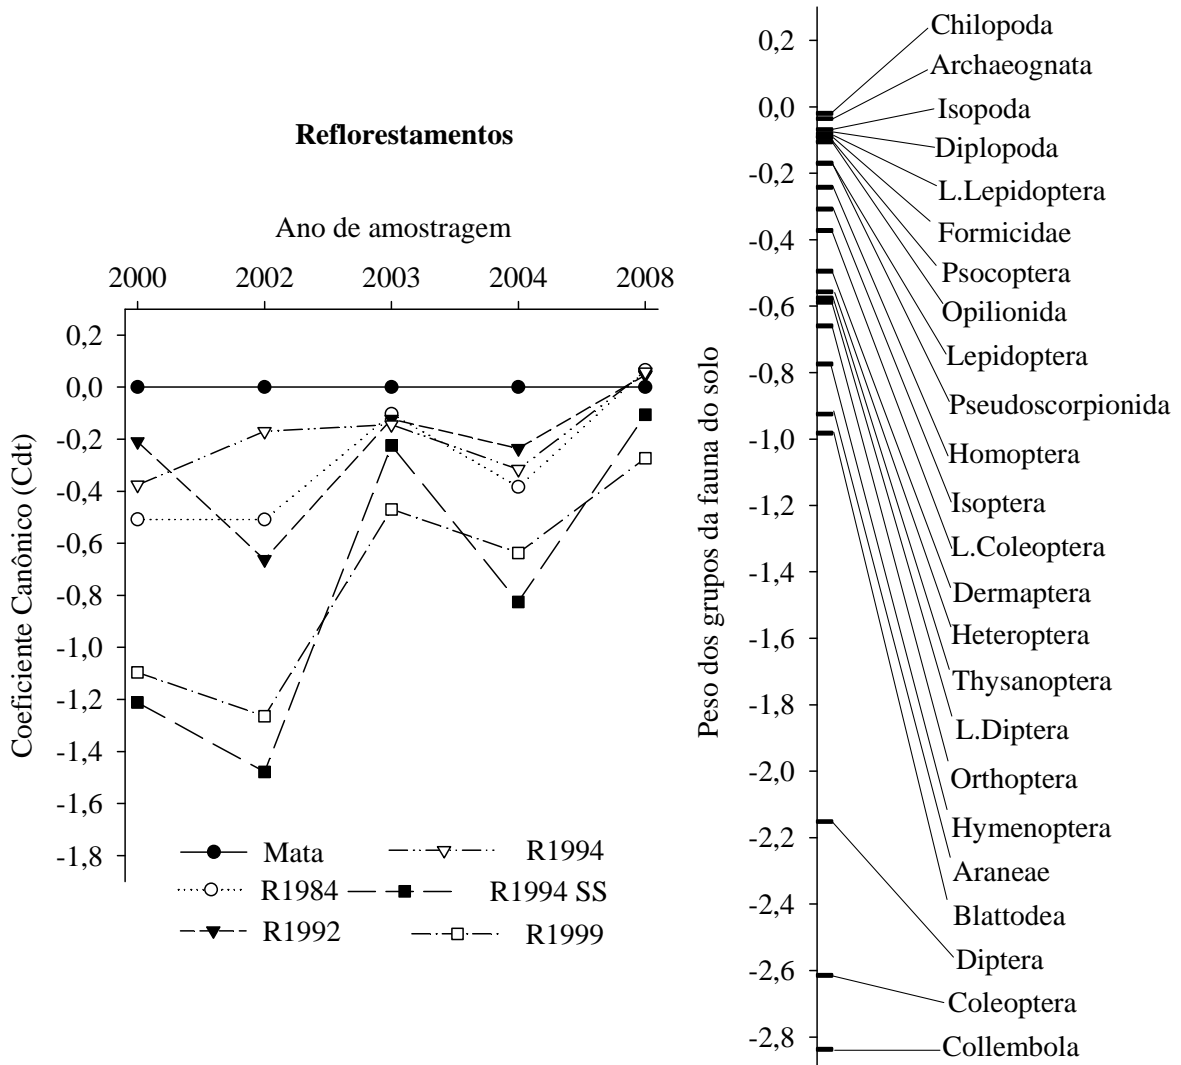 Reflorestamentos
Ano de amostragem
2000 2002 2003 2004 2008
0,2
0,0
-0,2
-0,4
-0,6
-0,8
-1,0
-1,2
-1,4
-1,6
-1,8
Coeficiente Canônico (Cdt)
Mata
R1984
R1992
R1994
R1994 SS
R1999
Peso dos grupos da fauna do solo
0,2
0,0
-0,2
-0,4
-0,6
-0,8
-1,0
-1,2
-1,4
-1,6
-1,8
-2,0
-2,2
-2,4
-2,6
-2,8
Chilopoda
Archaeognata
Isopoda
Diplopoda
L.Lepidoptera
Formicidae
Psocoptera
Opilionida
Lepidoptera
Pseudoscorpionida
Homoptera
Isoptera
L.Coleoptera
Dermaptera
Heteroptera
Thysanoptera
L.Diptera
Orthoptera
Hymenoptera
Araneae
Blattodea
Diptera
Coleoptera
Collembola